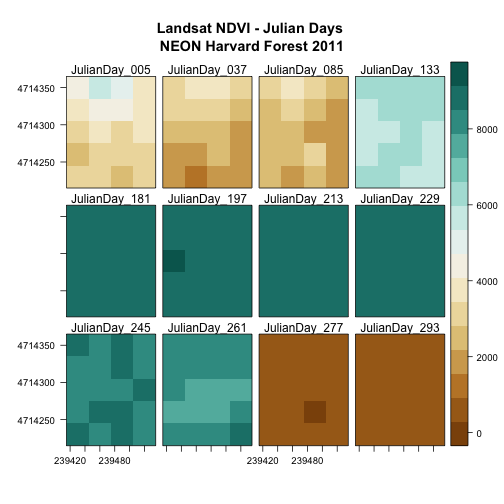 Landsat NDVI - Julian Days
NEON Harvard Forest 2011
JulianDay_005 JulianDay_037 JulianDay_085 JulianDay_133
4714350
4714300
4714250
JulianDay_181 JulianDay_197 JulianDay_213 JulianDay_229
JulianDay_245 JulianDay_261 JulianDay_277 JulianDay_293
4714350
4714300
4714250
239420 239480 239420 239480
8000
6000
4000
2000
0